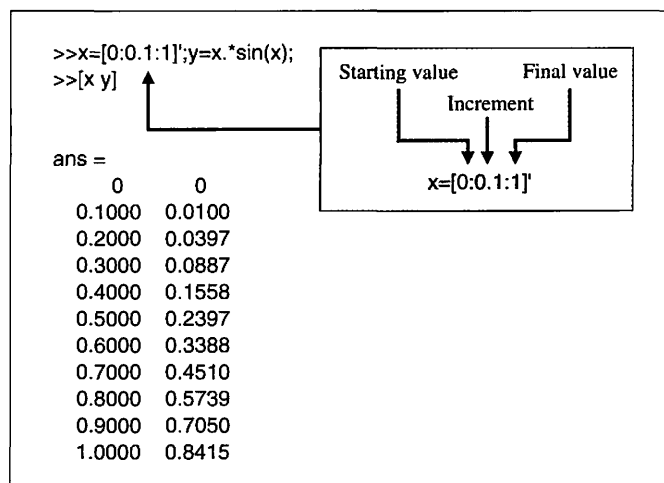 >>x=[0:0.1:1]';y=x.*sin(x);
>>[x y]
Starting value
Final value
Increment
x=[0:0.1:1]'
ans =
0 0
0.1000 0.0100
0.2000 0.0397
0.3000 0.0887
0.4000 0.1558
0.5000 0.2397
0.6000 0.3388
0.7000 0.4510
0.8000 0.5739
0.9000 0.7050
1.0000 0.8415